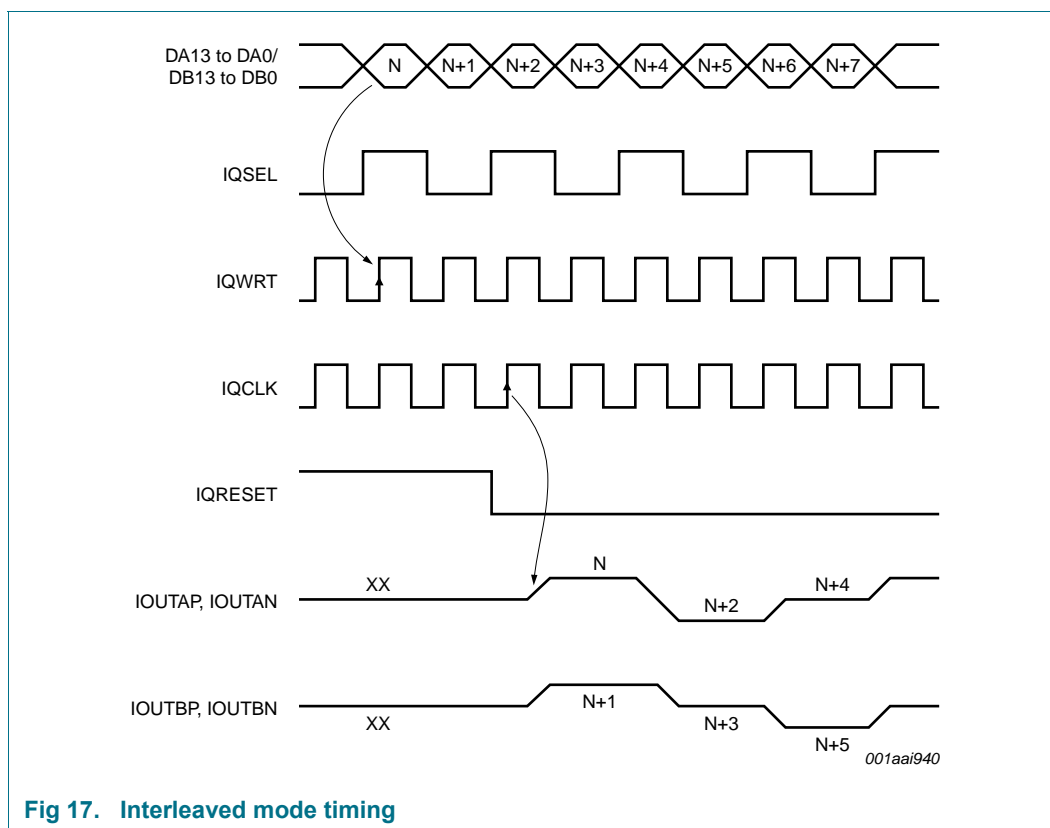 DA13 to DA0/
DB13 to DB0
N N+1 N+2 N+3 N+4 N+5 N+6 N+7
IQSEL
IQWRT
IQCLK
IQRESET
IOUTAP, IOUTAN
XX N N+2 N+4
IOUTBP, IOUTBN
XX N+1 N+3 N+5
001aai940
Fig 17. Interleaved mode timing